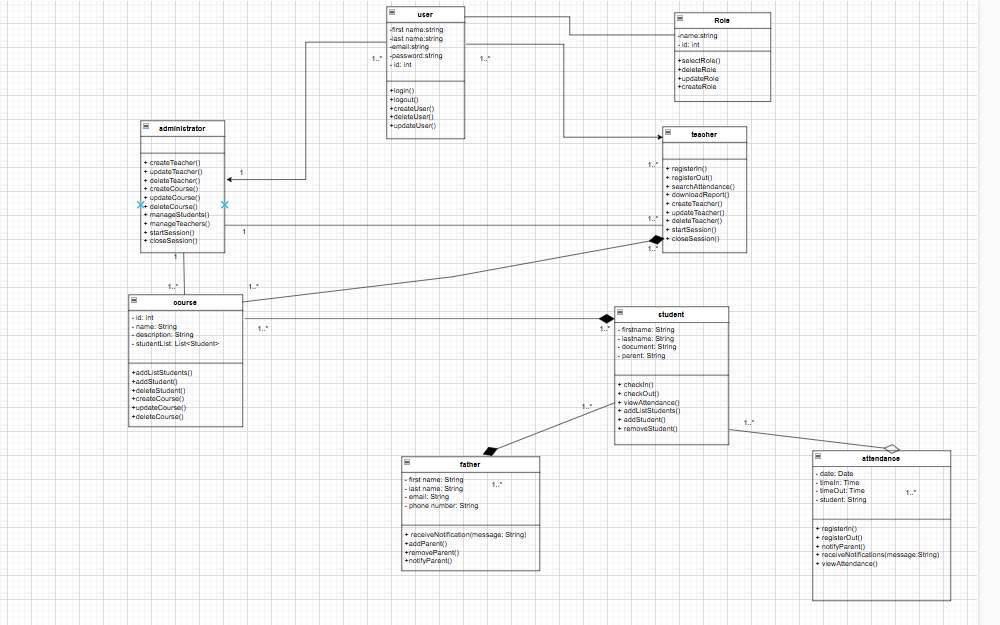 user
-first name:string
-last name:string
-email:string
-password:string
- id: int
+login()
+logout()
+createUser()
+deleteUser()
+updateUser()
Role
-name:string
- id: int
+selectRole()
+deleteRole
+updateRole
+createRole
1..*
1..*
administrator
+ createTeacher()
+ updateTeacher()
+ deleteTeacher()
+ createCourse()
+ updateCourse()
+ deleteCourse()
+ manageStudents()
+ manageTeachers()
+ startSession()
+ closeSession()
1
1
1
1..*
teacher
+ registerIn()
+ registerOut()
+ searchAttendance()
+ downloadReport()
+ createTeacher()
+ updateTeacher()
+ deleteTeacher()
+ startSession()
+ closeSession()
1..*
1..*
1..*
1..*
course
- id: int
- name: String
- description: String
- studentList: List<Student>
+addListStudents()
+addStudent()
+deleteStudent()
+createCourse()
+updateCourse()
+deleteCourse()
1..*
1..*
student
- firstname: String
- lastname: String
- document: String
- parent: String
+ checkIn()
+ checkOut()
+ viewAttendance()
+ addListStudents()
+ addStudent()
+ removeStudent()
1..*
1..*
father
- first name: String
- last name: String
- email: String
- phone number: String
1..*
+ receiveNotification(message: String)
+addParent()
+removeParent()
+notifyParent()
attendance
- date: Date
- timeIn: Time
- timeOut: Time
- student: String
1..*
+ registerIn()
+ registerOut()
+ notifyParent()
+ receiveNotifications(message:String)
+ viewAttendance()